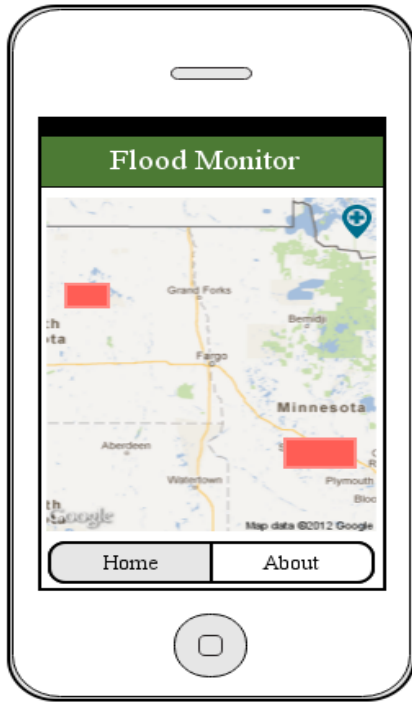 Flood Monitor
Grand Forks
Bemidji
th
ota
Fargo
Minnesota
Aberdeen
Watertown
Plymouth
Bloo
th
Google
Map data ©2012 Google
Home
About